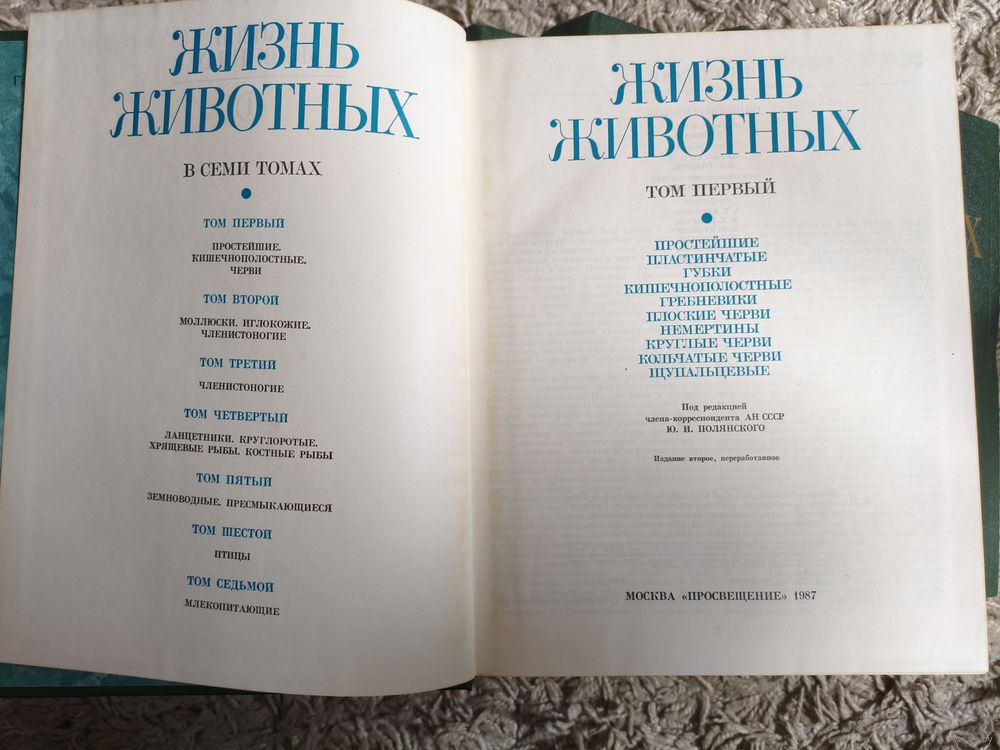 ЖИЗНЬ
ЖИВОТНЫХ
В СЕМИ ТОМАХ
ТОМ ПЕРВЫЙ
ПРОСТЕЙШИЕ.
КИШЕЧНОПОЛОСТНЫЕ.
ЧЕРВИ
ТОМ ВТОРОЙ
МОЛЛЮСКИ. ИГЛОКОЖИЕ.
ЧЛЕНИСТОНОГИЕ
ТОМ ТРЕТИЙ
ЧЛЕНИСТОНОГИЕ
ТОМ ЧЕТВЕРТЫЙ
ЛАНЦЕТНИКИ. КРУГЛОРОТЫЕ.
ХРЯЩЕВЫЕ РЫБЫ. КОСТНЫЕ РЫБЫ
ТОМ ПЯТЫЙ
ЗЕМНОВОДНЫЕ. ПРЕСМЫКАЮЩИЕСЯ
ТОМ ШЕСТОЙ
ПТИЦЫ
ТОМ СЕДЬМОЙ
МЛЕКОПИТАЮЩИЕ
ЖИЗНЬ
ЖИВОТНЫХ
ТОМ ПЕРВЫЙ
ПРОСТЕЙШИЕ
ПЛАСТИНЧАТЫЕ
ГУБКИ
КИШЕЧНОПОЛОСТНЫЕ
ГРЕБНЕВИКИ
ПЛОСКИЕ ЧЕРВИ
НЕМЕРТИНЫ
КРУГЛЫЕ ЧЕРВИ
КОЛЬЧАТЫЕ ЧЕРВИ
ЩУПАЛЬЦЕВЫЕ
Под редакцией
члена-корреспондента АН СССР
Ю. И. ПОЛЯНСКОГО
Издание второе, переработанное
МОСКВА «ПРОСВЕЩЕНИЕ» 1987